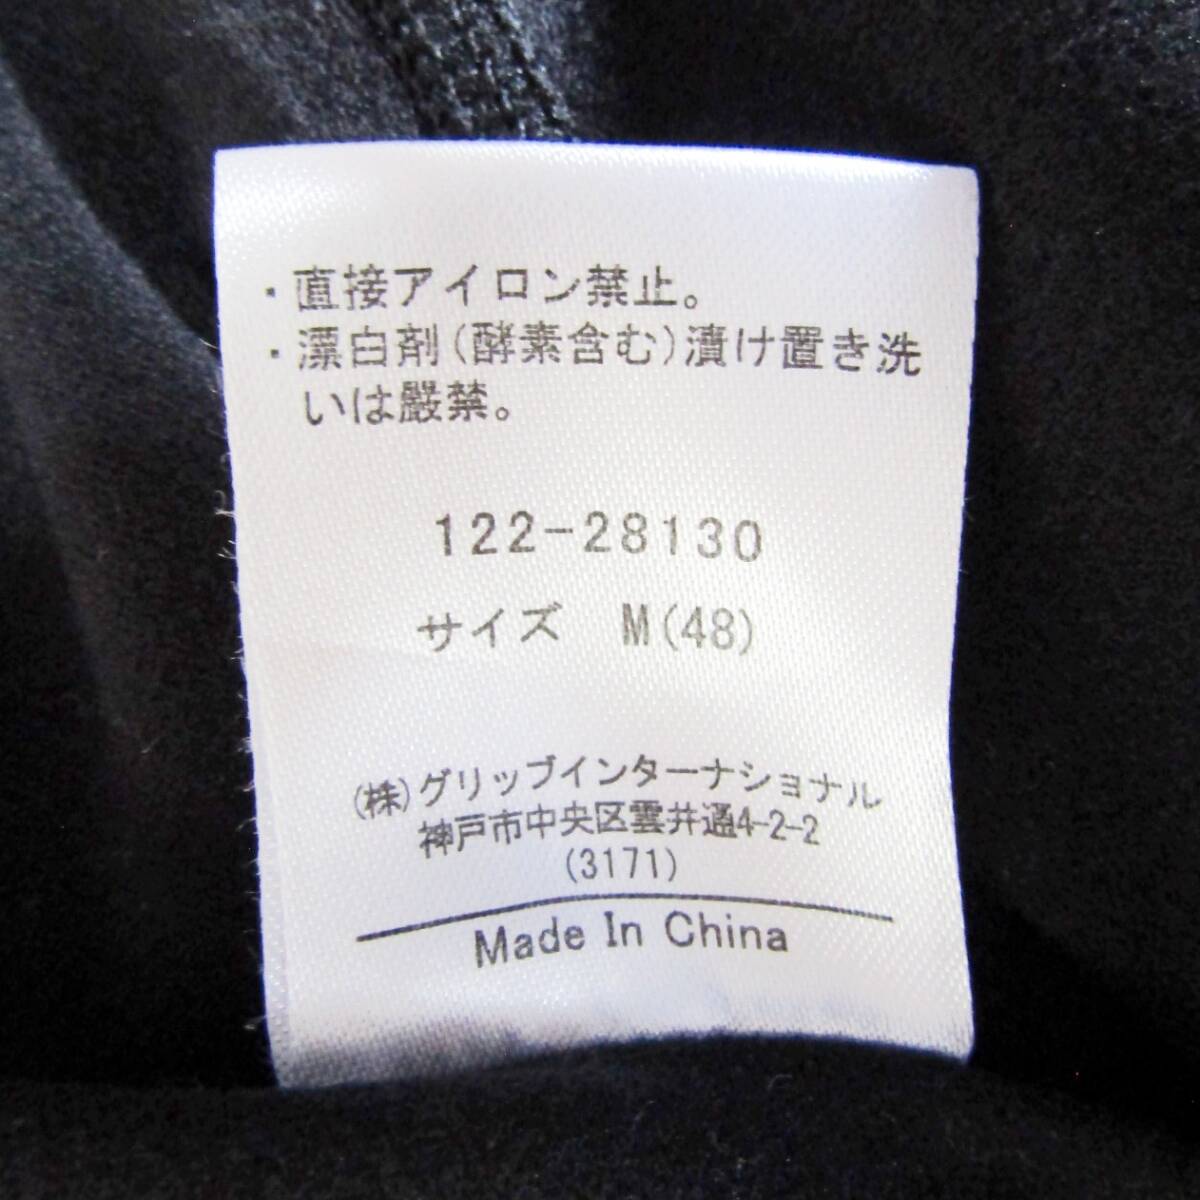 ・直接アイロン禁止。
・漂白剤(酵素含む)漬け置き洗
いは厳禁。
122-28130
サイズ M(48)
(株)グリップインターナショナル
神戸市中央区雲井通4-2-2
(3171)
Made In China